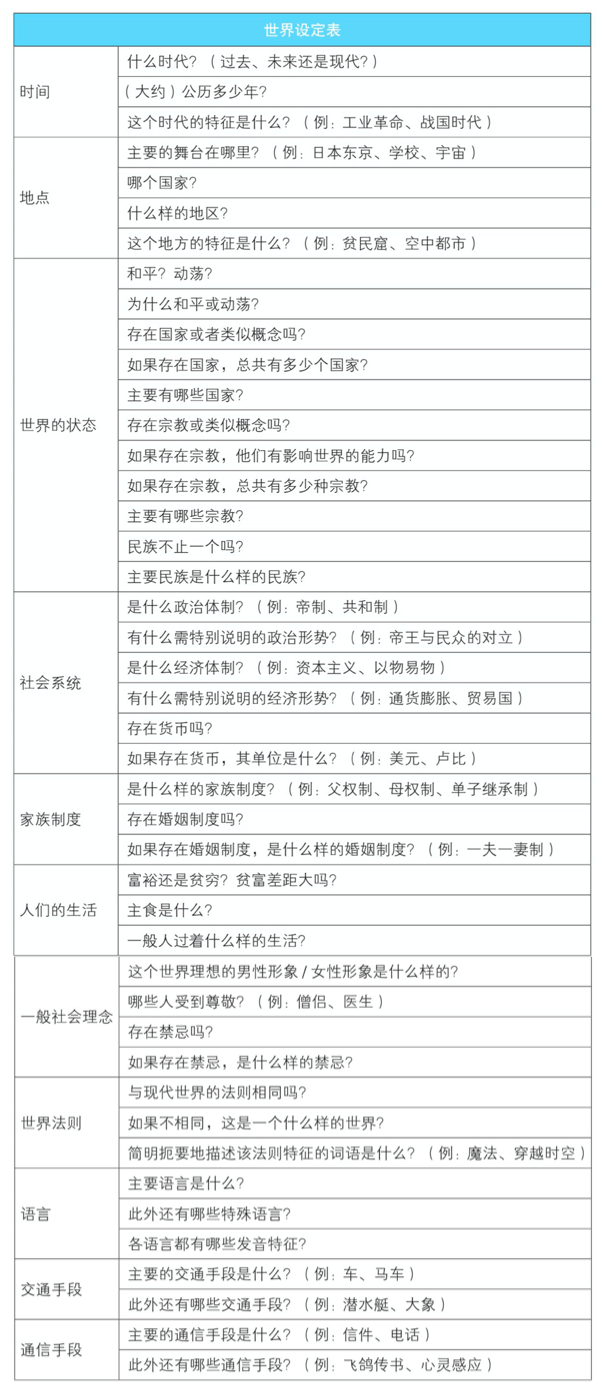 世界设定表
时间
什么时代？（过去、未来还是现代？）
（大约）公历多少年？
这个时代的特征是什么？（例：工业革命、战国时代）
地点
主要的舞台在哪里？（例：日本东京、学校、宇宙）
哪个国家？
什么样的地区？
这个地方的特征是什么？（例：贫民窟、空中都市）
世界的状态
和平？动荡？
为什么和平或动荡？
存在国家或者类似概念吗？
如果存在国家，总共有多少个国家？
主要有哪些国家？
存在宗教或类似概念吗？
如果存在宗教，他们有影响世界的能力吗？
如果存在宗教，总共有多少种宗教？
主要有哪些宗教？
民族不止一个吗？
主要民族是什么样的民族？
社会系统
是什么政治体制？（例：帝制、共和制）
有什么需特别说明的政治形势？（例：帝王与民众的对立）
是什么经济体制？（例：资本主义、以物易物）
有什么需特别说明的经济形势？（例：通货膨胀、贸易国）
存在货币吗？
如果存在货币，其单位是什么？（例：美元、卢比）
家族制度
是什么样的家族制度？（例：父权制、母权制、单子继承制）
存在婚姻制度吗？
如果存在婚姻制度，是什么样的婚姻制度？（例：一夫一妻制）
人们的生活
富裕还是贫穷？贫富差距大吗？
主食是什么？
一般人过着什么样的生活？
一般社会理念
这个世界理想的男性形象/女性形象是什么样的？
哪些人受到尊敬？（例：僧侣、医生）
存在禁忌吗？
如果存在禁忌，是什么样的禁忌？
世界法则
与现代世界的法则相同吗？
如果不相同，这是一个什么样的世界？
简明扼要地描述该法则特征的词语是什么？（例：魔法、穿越时空）
语言
主要语言是什么？
此外还有哪些特殊语言？
各语言都有哪些发音特征？
交通手段
主要的交通手段是什么？（例：车、马车）
此外还有哪些交通手段？（例：潜水艇、大象）
通信手段
主要的通信手段是什么？（例：信件、电话）
此外还有哪些通信手段？（例：飞鸽传书、心灵感应）